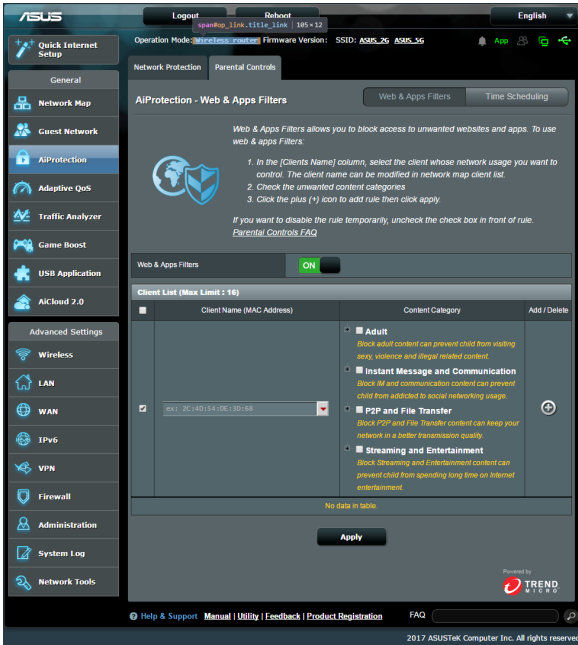 ASUS
Logout
Reboot
English
span#op_link.title_link | 105×12
Quick Internet
Setup
Operation Mode: Wireless router Firmware Version: SSID: ASUS_2G ASUS_5G
App
General
Network Map
Guest Network
AiProtection
Adaptive QoS
Traffic Analyzer
Game Boost
USB Application
AiCloud 2.0
Advanced Settings
Wireless
LAN
WAN
IPv6
VPN
Firewall
Administration
System Log
Network Tools
Network Protection
Parental Controls
AiProtection - Web & Apps Filters
Web & Apps Filters
Time Scheduling
Web & Apps Filters allows you to block access to unwanted websites and apps. To use
web & apps Filters:
1. In the [Clients Name] column, select the client whose network usage you want to
control. The client name can be modified in network map client list.
2. Check the unwanted content categories
3. Click the plus (+) icon to add rule then click apply.
If you want to disable the rule temporarily, uncheck the check box in front of rule.
Parental Controls FAQ
Web & Apps Filters
ON
Client List (Max Limit : 16)
Client Name (MAC Address)
Content Category
Add / Delete
ex: 2C:4D:54:0E:3D:68
Adult
Block adult content can prevent child from visiting
sexy, violence and illegal related content.
Instant Message and Communication
Block IM and communication content can prevent
child from addicted to social networking usage.
P2P and File Transfer
Block P2P and File Transfer content can keep your
network in a better transmission quality.
Streaming and Entertainment
Block Streaming and Entertainment content can
prevent child from spending long time on Internet
entertainment.
No data in table.
Apply
Powered by
TREND
MICRO
Help & Support Manual | Utility | Feedback | Product Registration FAQ
2017 ASUSTeK Computer Inc. All rights reserved